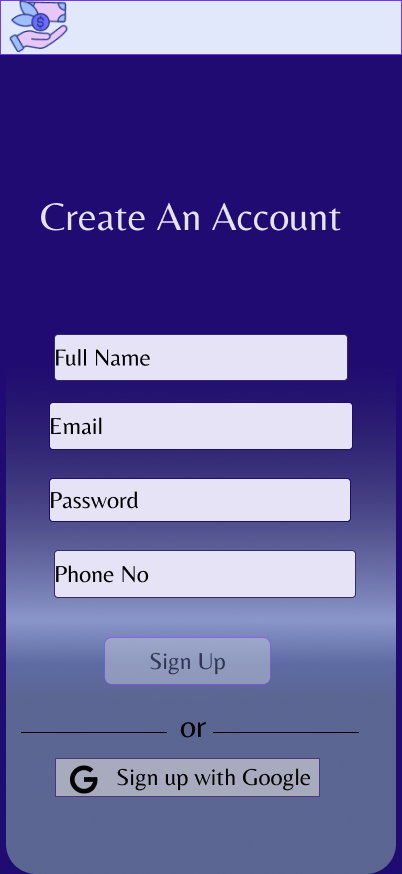 $
Create An Account
Full Name
Email
Password
Phone No
Sign Up
or
G Sign up with Google